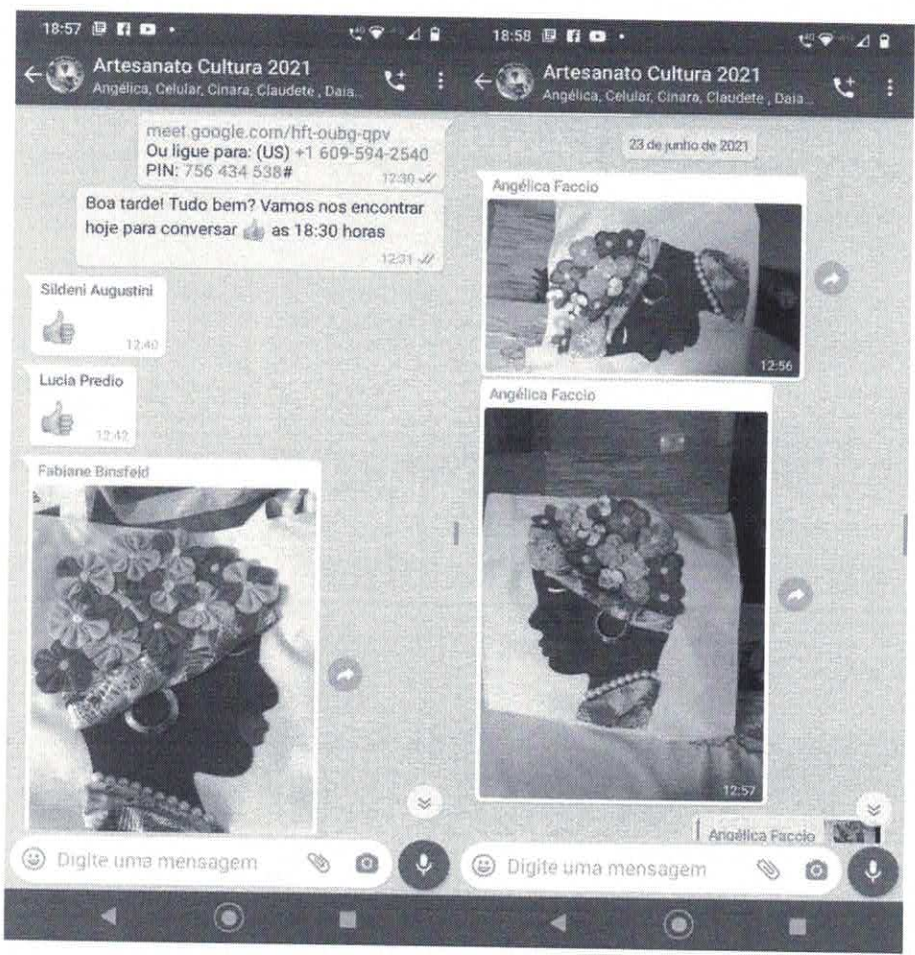 18:57
Artesanato Cultura 2021
Angélica, Celular, Cinara, Claudete , Daia...
meet.google.com/hft-oubg-qpv
Ou ligue para: (US) +1 609-594-2540
PIN: 756 434 538#
12:30
Boa tarde! Tudo bem? Vamos nos encontrar
hoje para conversar 👍 as 18:30 horas
12:31
Sildeni Augustini
👍
12:40
Lucia Predio
👍
12:42
Fabiane Binsfeld
Digite uma mensagem
18:58
Artesanato Cultura 2021
Angélica, Celular, Cinara, Claudete , Daia...
23 de junho de 2021
Angélica Faccio
12:56
Angélica Faccio
12:57
Angélica Faccio
Digite uma mensagem